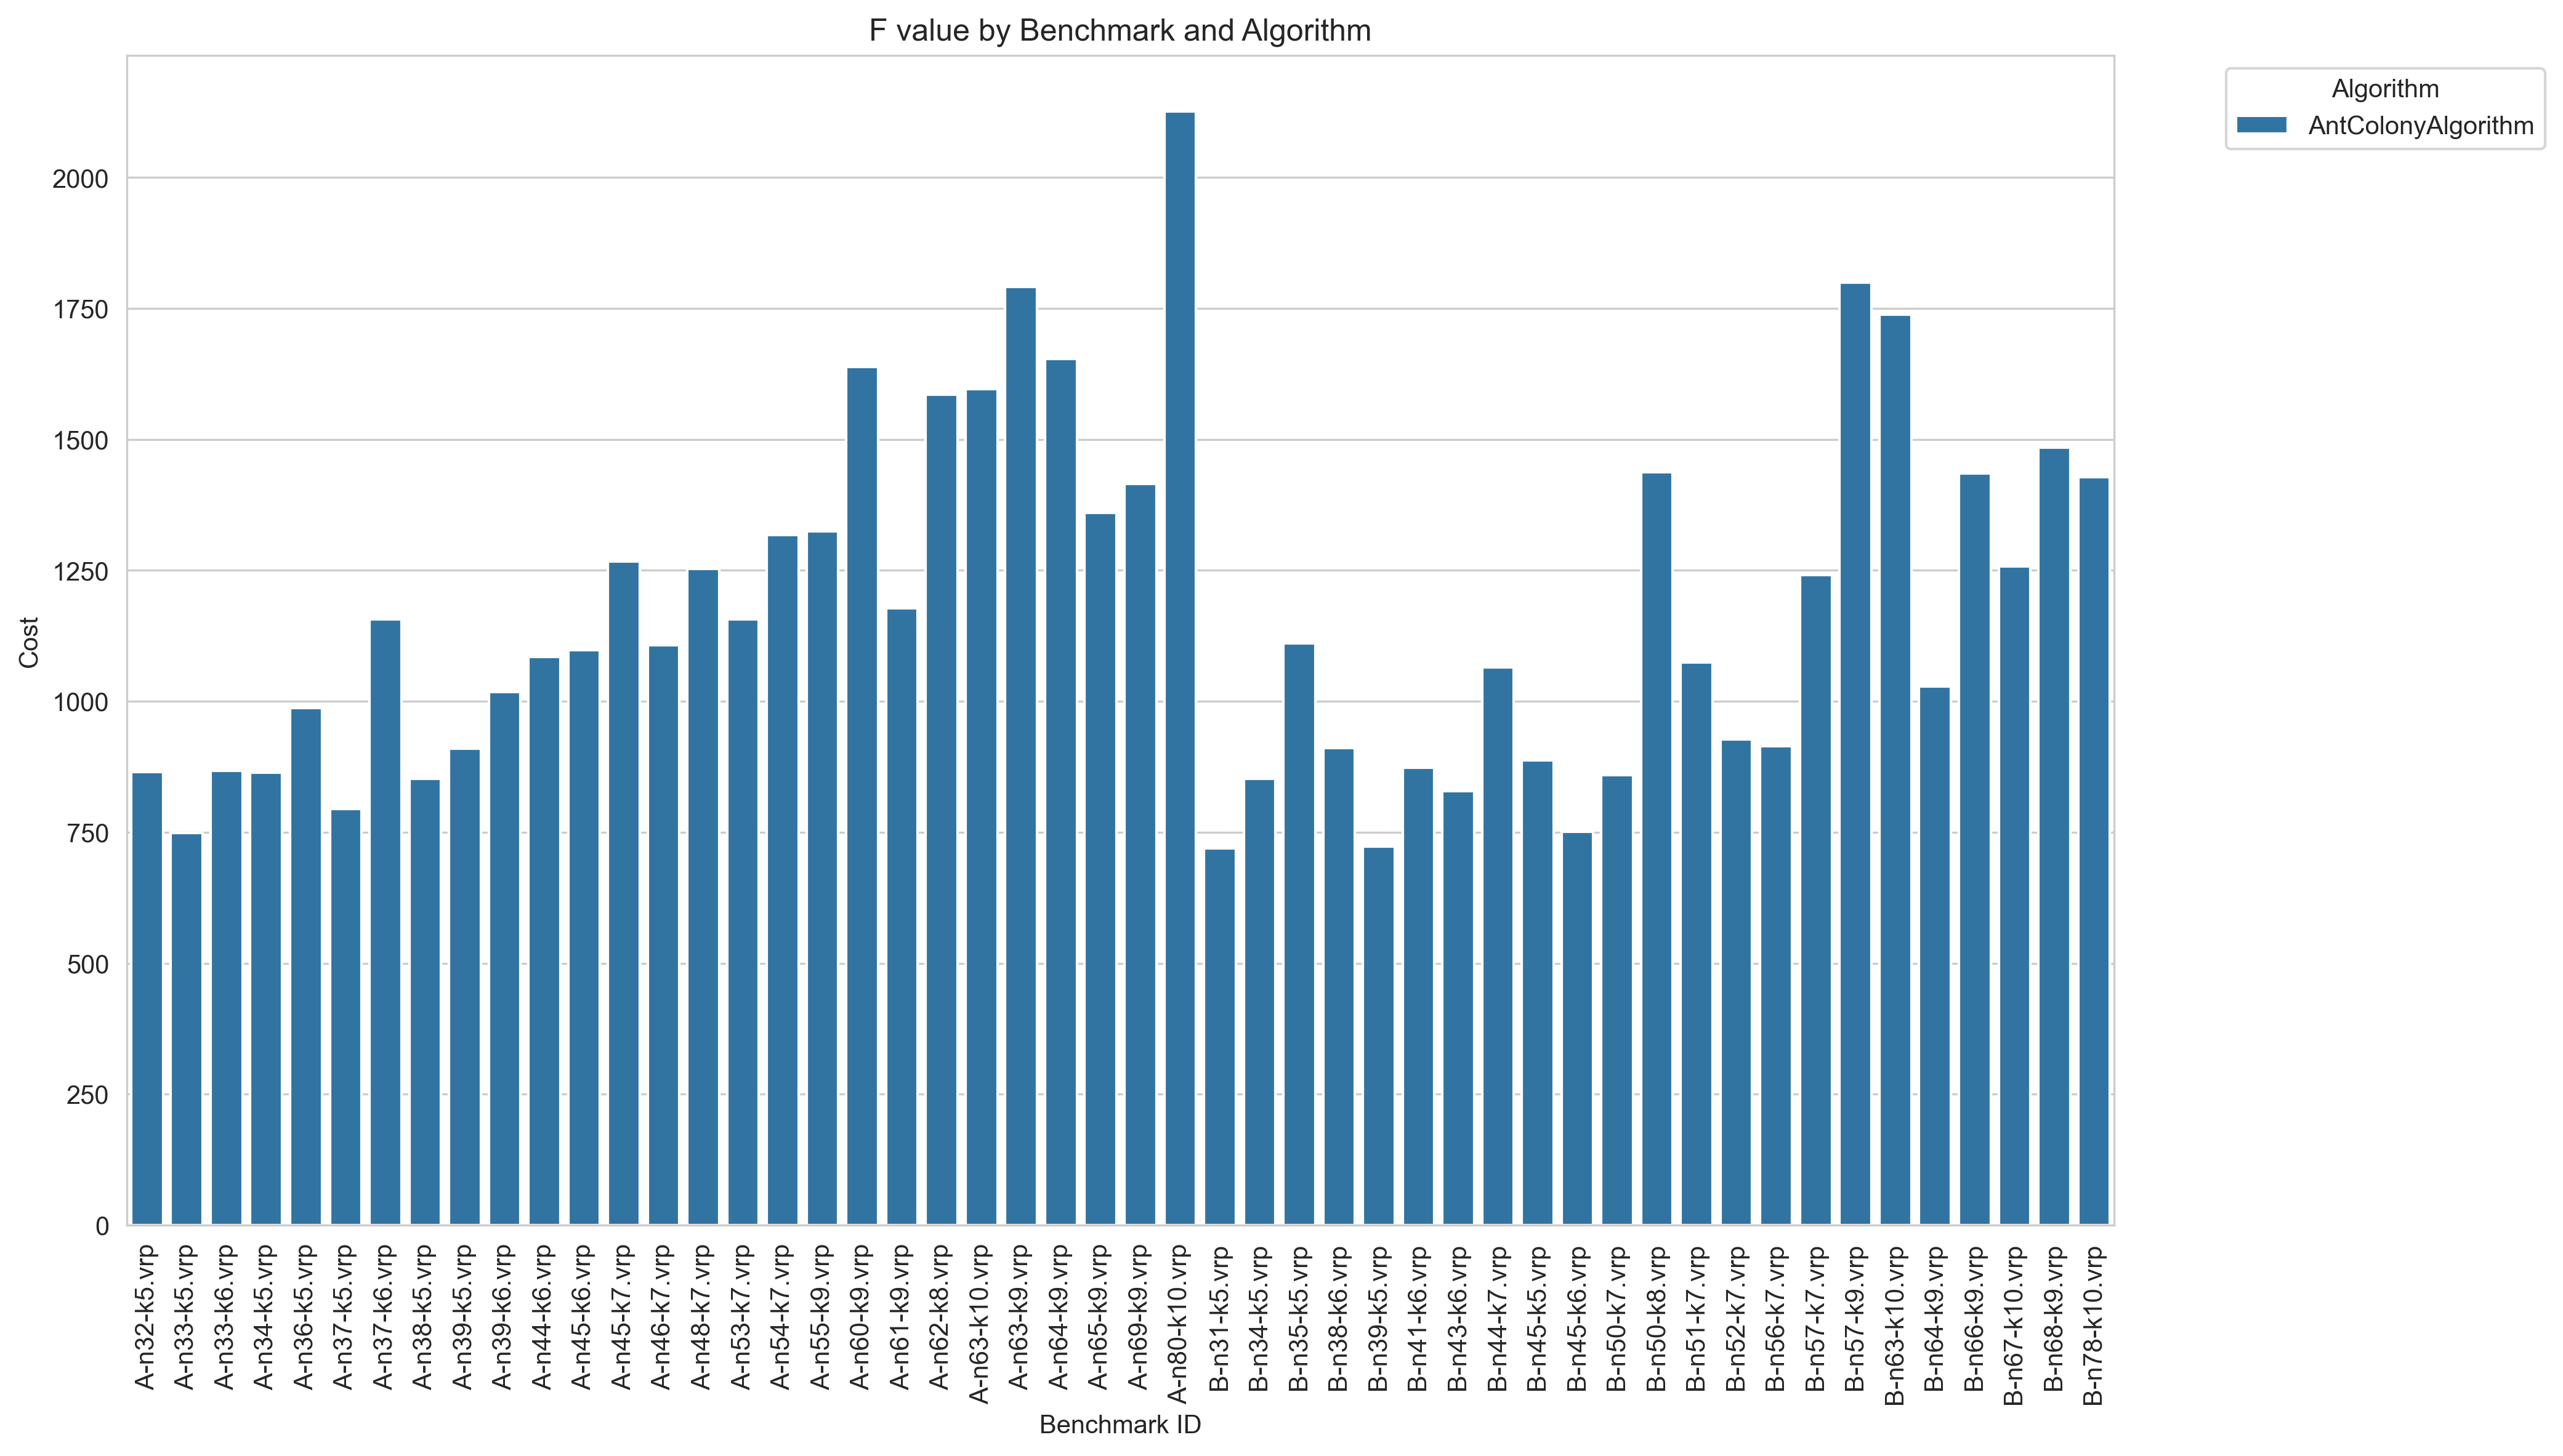 F value by Benchmark and Algorithm
Algorithm
AntColonyAlgorithm
Cost
2000
1750
1500
1250
1000
750
500
250
0
A-n32-k5.vrp
A-n33-k5.vrp
A-n33-k6.vrp
A-n34-k5.vrp
A-n36-k5.vrp
A-n37-k5.vrp
A-n37-k6.vrp
A-n38-k5.vrp
A-n39-k5.vrp
A-n39-k6.vrp
A-n44-k6.vrp
A-n45-k6.vrp
A-n45-k7.vrp
A-n46-k7.vrp
A-n48-k7.vrp
A-n53-k7.vrp
A-n54-k7.vrp
A-n55-k9.vrp
A-n60-k9.vrp
A-n61-k9.vrp
A-n62-k8.vrp
A-n63-k10.vrp
A-n63-k9.vrp
A-n64-k9.vrp
A-n65-k9.vrp
A-n69-k9.vrp
A-n80-k10.vrp
B-n31-k5.vrp
B-n34-k5.vrp
B-n35-k5.vrp
B-n38-k6.vrp
B-n39-k5.vrp
B-n41-k6.vrp
B-n43-k6.vrp
B-n44-k7.vrp
B-n45-k5.vrp
B-n45-k6.vrp
B-n50-k7.vrp
B-n50-k8.vrp
B-n51-k7.vrp
B-n52-k7.vrp
B-n56-k7.vrp
B-n57-k7.vrp
B-n57-k9.vrp
B-n63-k10.vrp
B-n64-k9.vrp
B-n66-k9.vrp
B-n67-k10.vrp
B-n68-k9.vrp
B-n78-k10.vrp
Benchmark ID